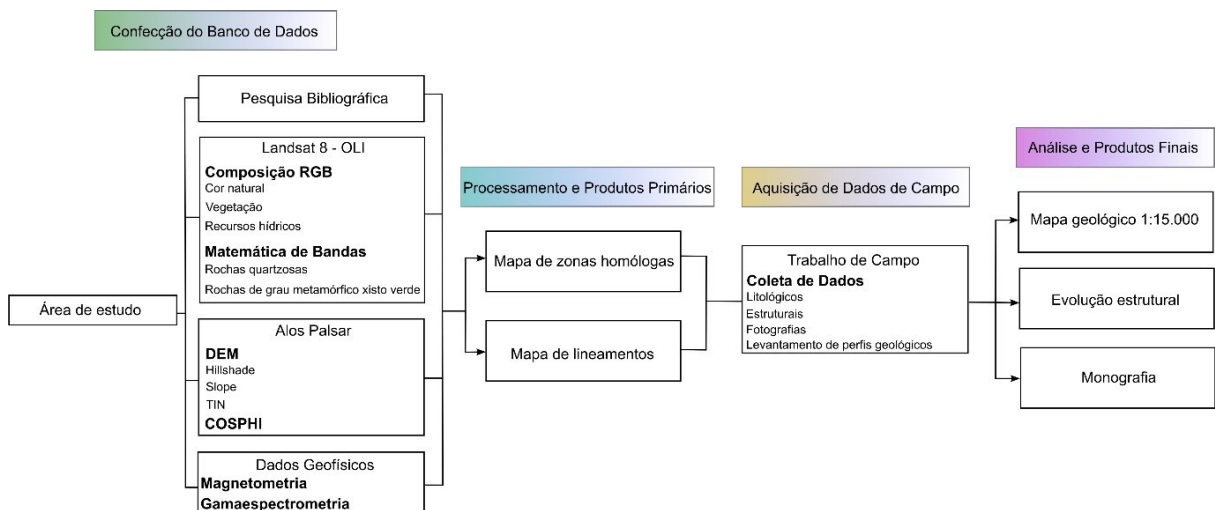 Confecção do Banco de Dados
Área de estudo
Pesquisa Bibliográfica
Landsat 8 - OLI
Composição RGB
Cor natural
Vegetação
Recursos hídricos
Matemática de Bandas
Rochas quartzosas
Rochas de grau metamórfico xisto verde
Alos Palsar
DEM
Hillshade
Slope
TIN
COSPHI
Dados Geofísicos
Magnetometria
Gamaespectrometria
Processamento e Produtos Primários
Mapa de zonas homólogas
Mapa de lineamentos
Aquisição de Dados de Campo
Trabalho de Campo
Coleta de Dados
Litológicos
Estruturais
Fotografias
Levantamento de perfis geológicos
Análise e Produtos Finais
Mapa geológico 1:15.000
Evolução estrutural
Monografia